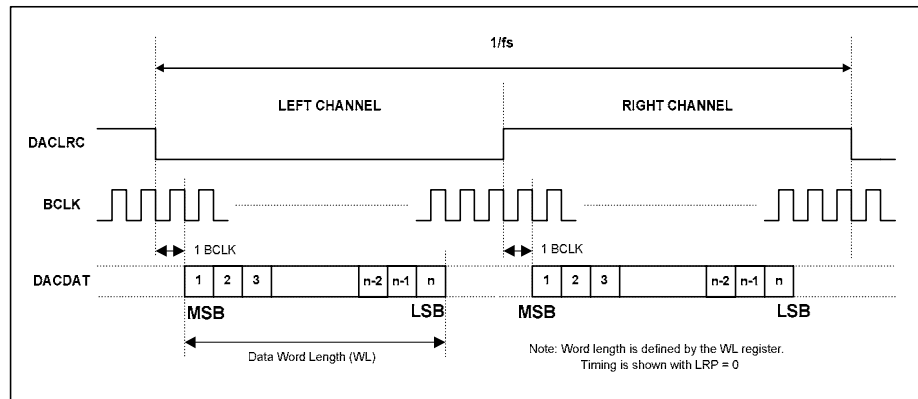 1/fs
LEFT CHANNEL RIGHT CHANNEL
DACLRC
BCLK
1 BCLK 1 BCLK
DACDAT
1 2 3 n-2 n-1 n 1 2 3 n-2 n-1 n
MSB LSB MSB LSB
Data Word Length (WL)
Note: Word length is defined by the WL register.
Timing is shown with LRP = 0